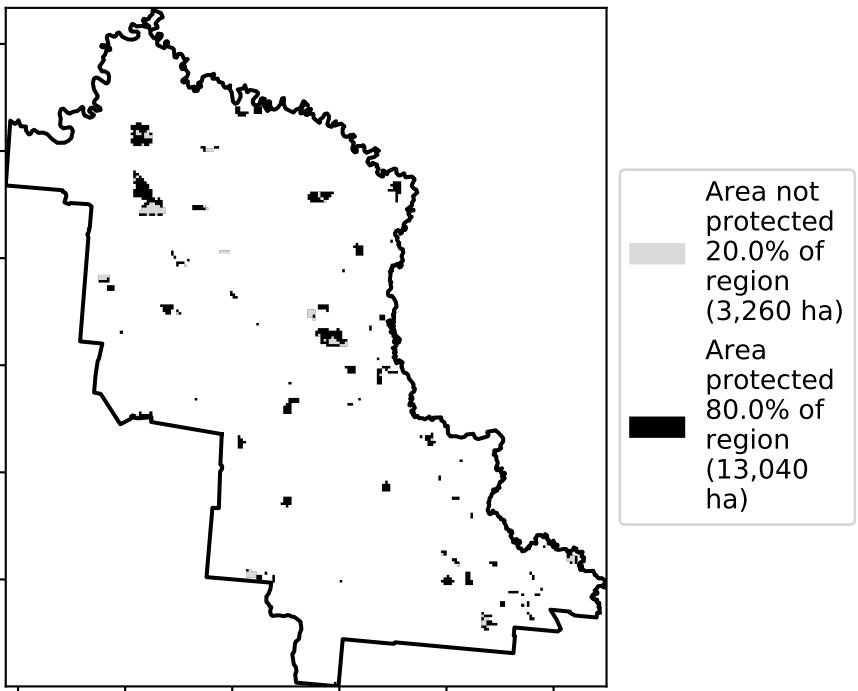 Area not
protected
20.0% of
region
(3,260 ha)
Area
protected
80.0% of
region
(13,040
ha)